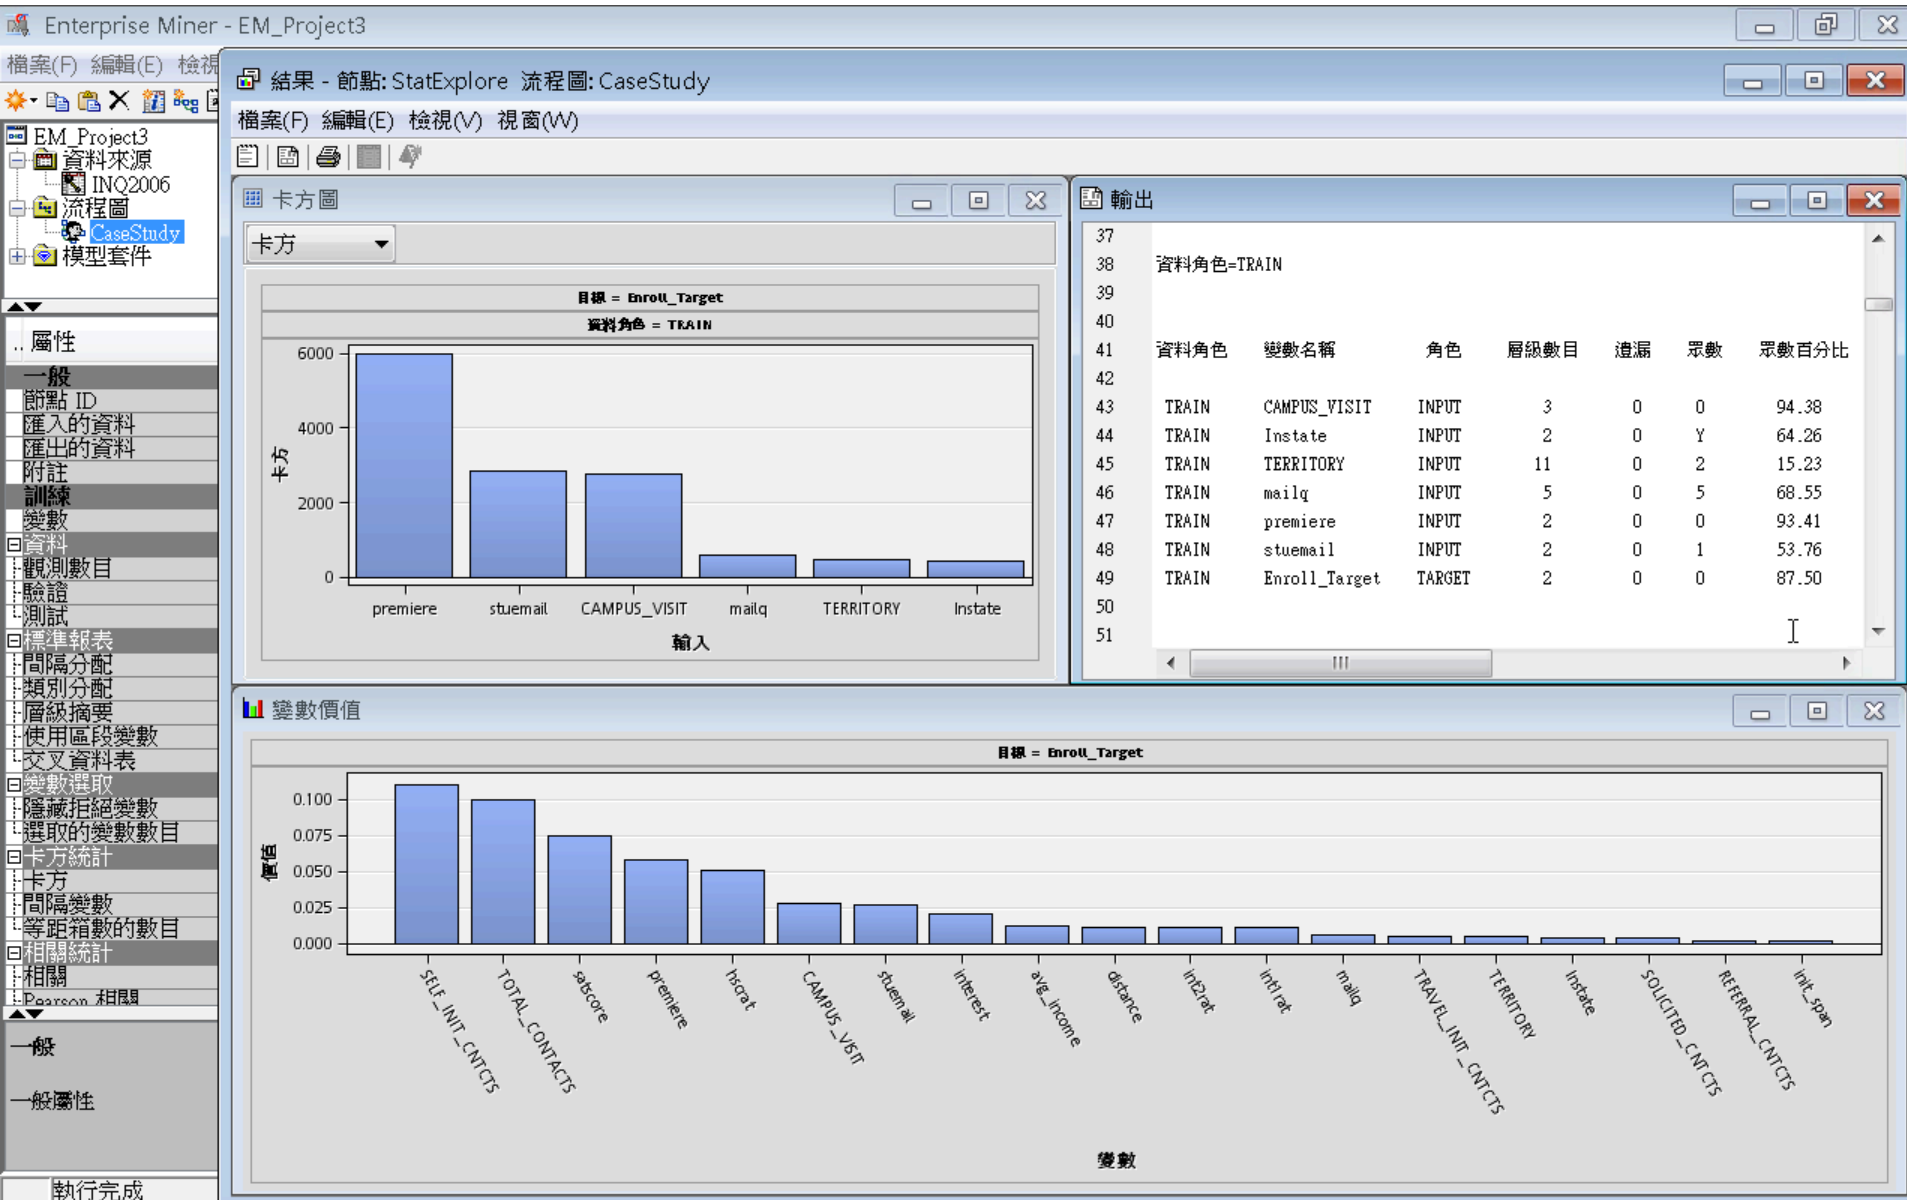 Enterprise Miner - EM_Project3
檔案(F) 編輯(E) 檢視
EM_Project3
資料來源
INQ2006
流程圖
CaseStudy
模型套件
.. 屬性
一般
節點 ID
匯入的資料
匯出的資料
附註
訓練
變數
資料
觀測數目
驗證
測試
標準報表
間隔分配
類別分配
層級摘要
使用區段變數
交叉資料表
變數選取
隱藏拒絕變數
選取的變數數目
卡方統計
卡方
間隔變數
等距箱數的數目
相關統計
相關
Pearson 相關
一般
一般屬性
執行完成
結果 - 節點: StatExplore 流程圖: CaseStudy
檔案(F) 編輯(E) 檢視(V) 視窗(W)
卡方圖
卡方
目標 = Enroll_Target
資料角色 = TRAIN
6000
4000
2000
0
卡方
premiere stuemail CAMPUS_VISIT mailq TERRITORY Instate
輸入
輸出
37
38 資料角色=TRAIN
39
40
41 資料角色 變數名稱 角色 層級數目 遺漏 眾數 眾數百分比
42
43 TRAIN CAMPUS_VISIT INPUT 3 0 0 94.38
44 TRAIN Instate INPUT 2 0 Y 64.26
45 TRAIN TERRITORY INPUT 11 0 2 15.23
46 TRAIN mailq INPUT 5 0 5 68.55
47 TRAIN premiere INPUT 2 0 0 93.41
48 TRAIN stuemail INPUT 2 0 1 53.76
49 TRAIN Enroll_Target TARGET 2 0 0 87.50
50
51
變數價值
目標 = Enroll_Target
0.100
0.075
0.050
0.025
0.000
價值
SELF_INIT_CNTCTS TOTAL_CONTACTS satscore premiere hscrat CAMPUS_VISIT stuemail interest avg_income distance int2rat int1rat mailq TRAVEL_INIT_CNTCTS TERRITORY Instate SOLICITED_CNTCTS REFERRAL_CNTCTS init_span
變數